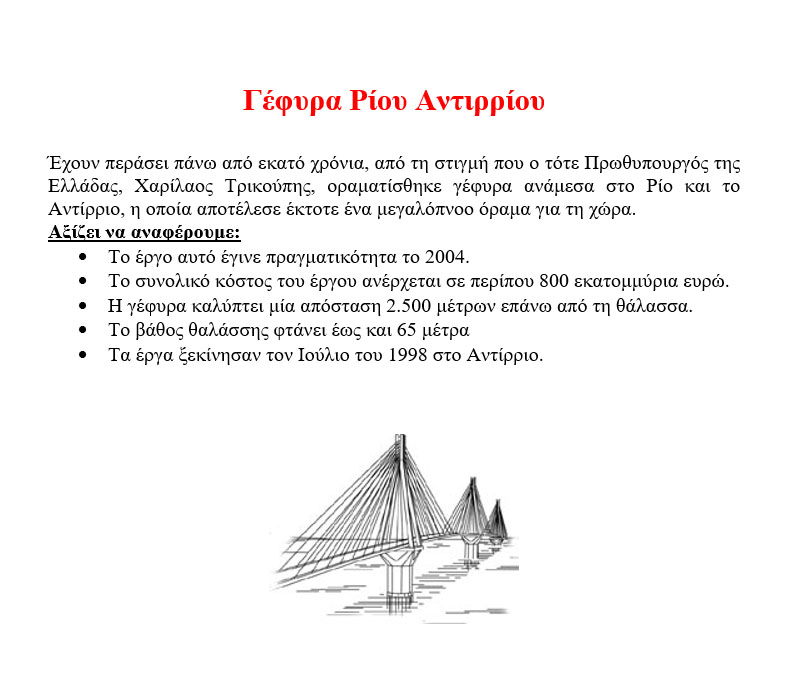 Γέφυρα Ρίου Αντιρρίου
Έχουν περάσει πάνω από εκατό χρόνια, από τη στιγμή που ο τότε Πρωθυπουργός της
Ελλάδας, Χαρίλαος Τρικούπης, οραματίσθηκε γέφυρα ανάμεσα στο Ρίο και το
Αντίρριο, η οποία αποτέλεσε έκτοτε ένα μεγαλόπνοο όραμα για τη χώρα.
Αξίζει να αναφέρουμε:
• Το έργο αυτό έγινε πραγματικότητα το 2004.
• Το συνολικό κόστος του έργου ανέρχεται σε περίπου 800 εκατομμύρια ευρώ.
• Η γέφυρα καλύπτει μία απόσταση 2.500 μέτρων επάνω από τη θάλασσα.
• Το βάθος θαλάσσης φτάνει έως και 65 μέτρα
• Τα έργα ξεκίνησαν τον Ιούλιο του 1998 στο Αντίρριο.